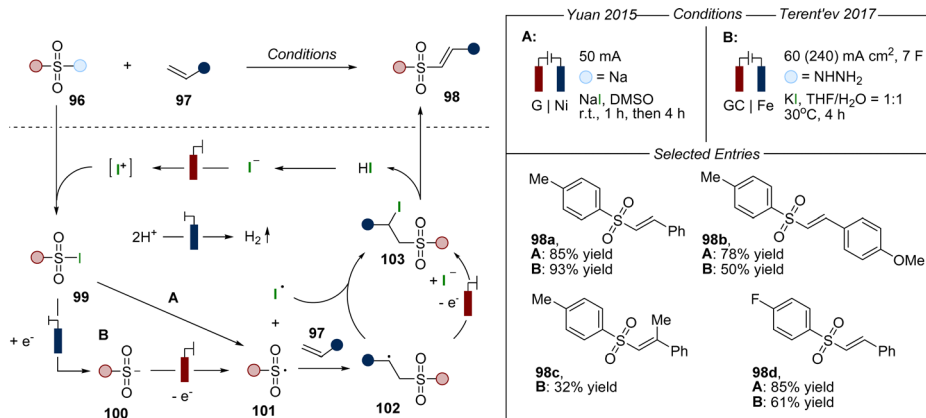 O
S
O
96
+
97
Conditions
O
S
O
98
[I⁺]
I⁻
HI
2H⁺
H₂↑
O
S
I
O
99
A
+ e⁻
B
O
S
–
O
100
- e⁻
I•
+
O
S•
O
101
97
102
I
103
+ I⁻
- e⁻
Yuan 2015
Conditions
Terent'ev 2017
A:
G | Ni
50 mA
= Na
NaI, DMSO
r.t., 1 h, then 4 h
B:
GC | Fe
60 (240) mA cm², 7 F
= NHNH₂
KI, THF/H₂O = 1:1
30°C, 4 h
Selected Entries
Me
O
S
O
Ph
98a
A: 85% yield
B: 93% yield
Me
O
S
O
OMe
98b
A: 78% yield
B: 50% yield
Me
O
S
O
Me
Ph
98c
B: 32% yield
F
O
S
O
Ph
98d
A: 85% yield
B: 61% yield